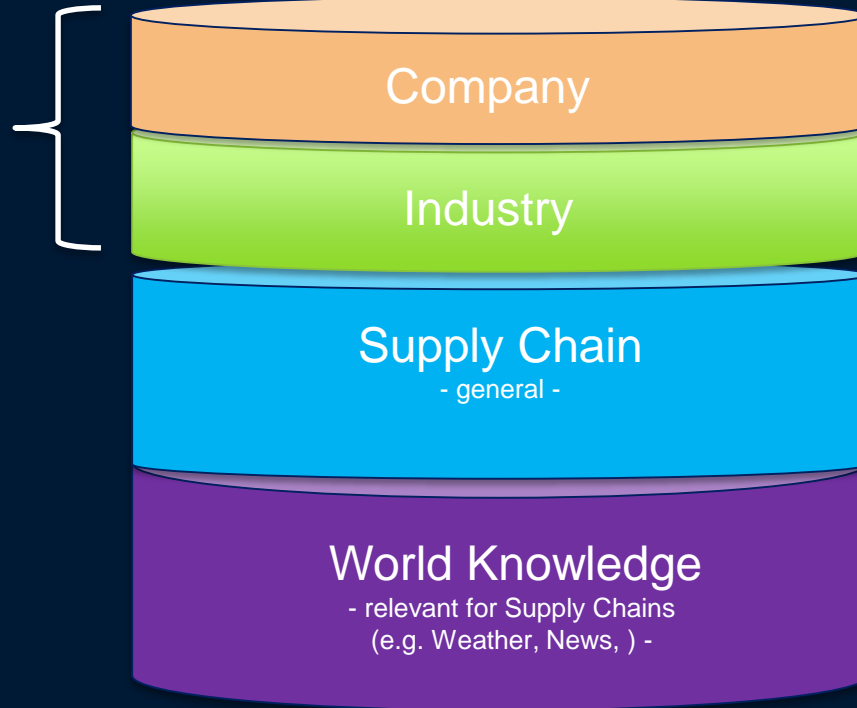 Company
Industry
Supply Chain
- general -
World Knowledge
- relevant for Supply Chains
(e.g. Weather, News, ) -